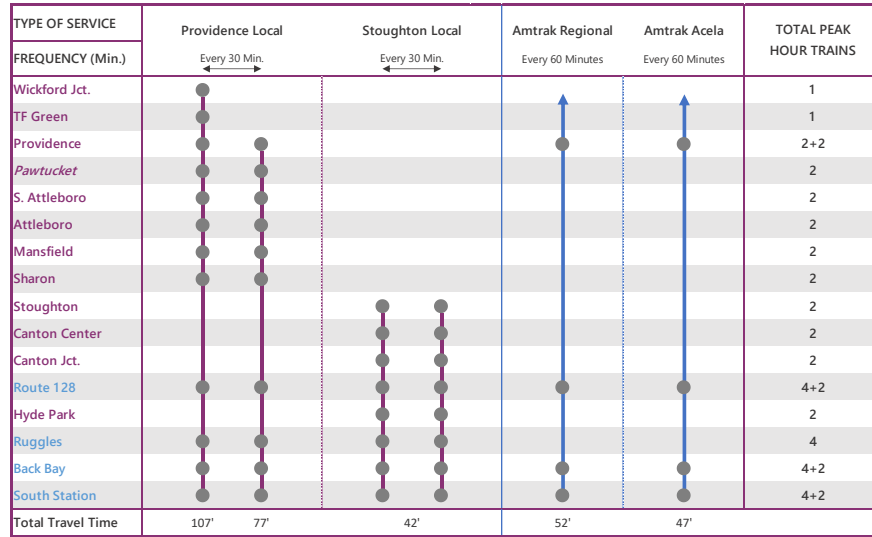 TYPE OF SERVICE Providence Local Stoughton Local Amtrak Regional Amtrak Acela TOTAL PEAK HOUR TRAINS
FREQUENCY (Min.) Every 30 Min. Every 30 Min. Every 60 Minutes Every 60 Minutes
Wickford Jct. 1
TF Green 1
Providence 2+2
Pawtucket 2
S. Attleboro 2
Attleboro 2
Mansfield 2
Sharon 2
Stoughton 2
Canton Center 2
Canton Jct. 2
Route 128 4+2
Hyde Park 2
Ruggles 4
Back Bay 4+2
South Station 4+2
Total Travel Time 107' 77' 42' 52' 47'